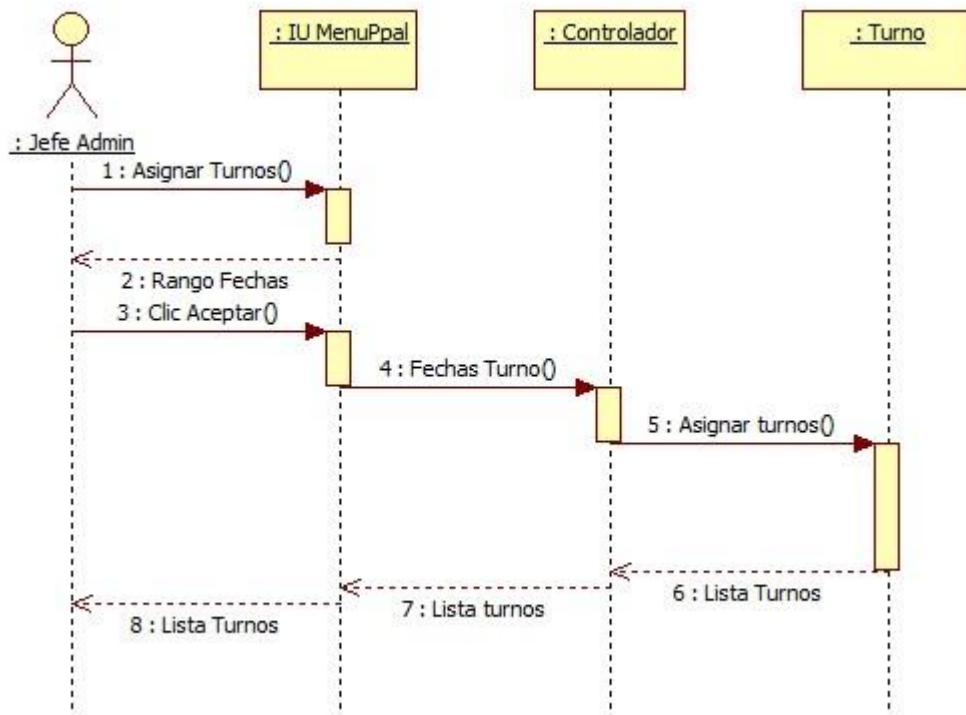 : IU MenuPpal
: Controlador
: Turno
: Jefe Admin
1 : Asignar Turnos()
2 : Rango Fechas
3 : Clic Aceptar()
4 : Fechas Turno()
5 : Asignar turnos()
6 : Lista Turnos
7 : Lista turnos
8 : Lista Turnos